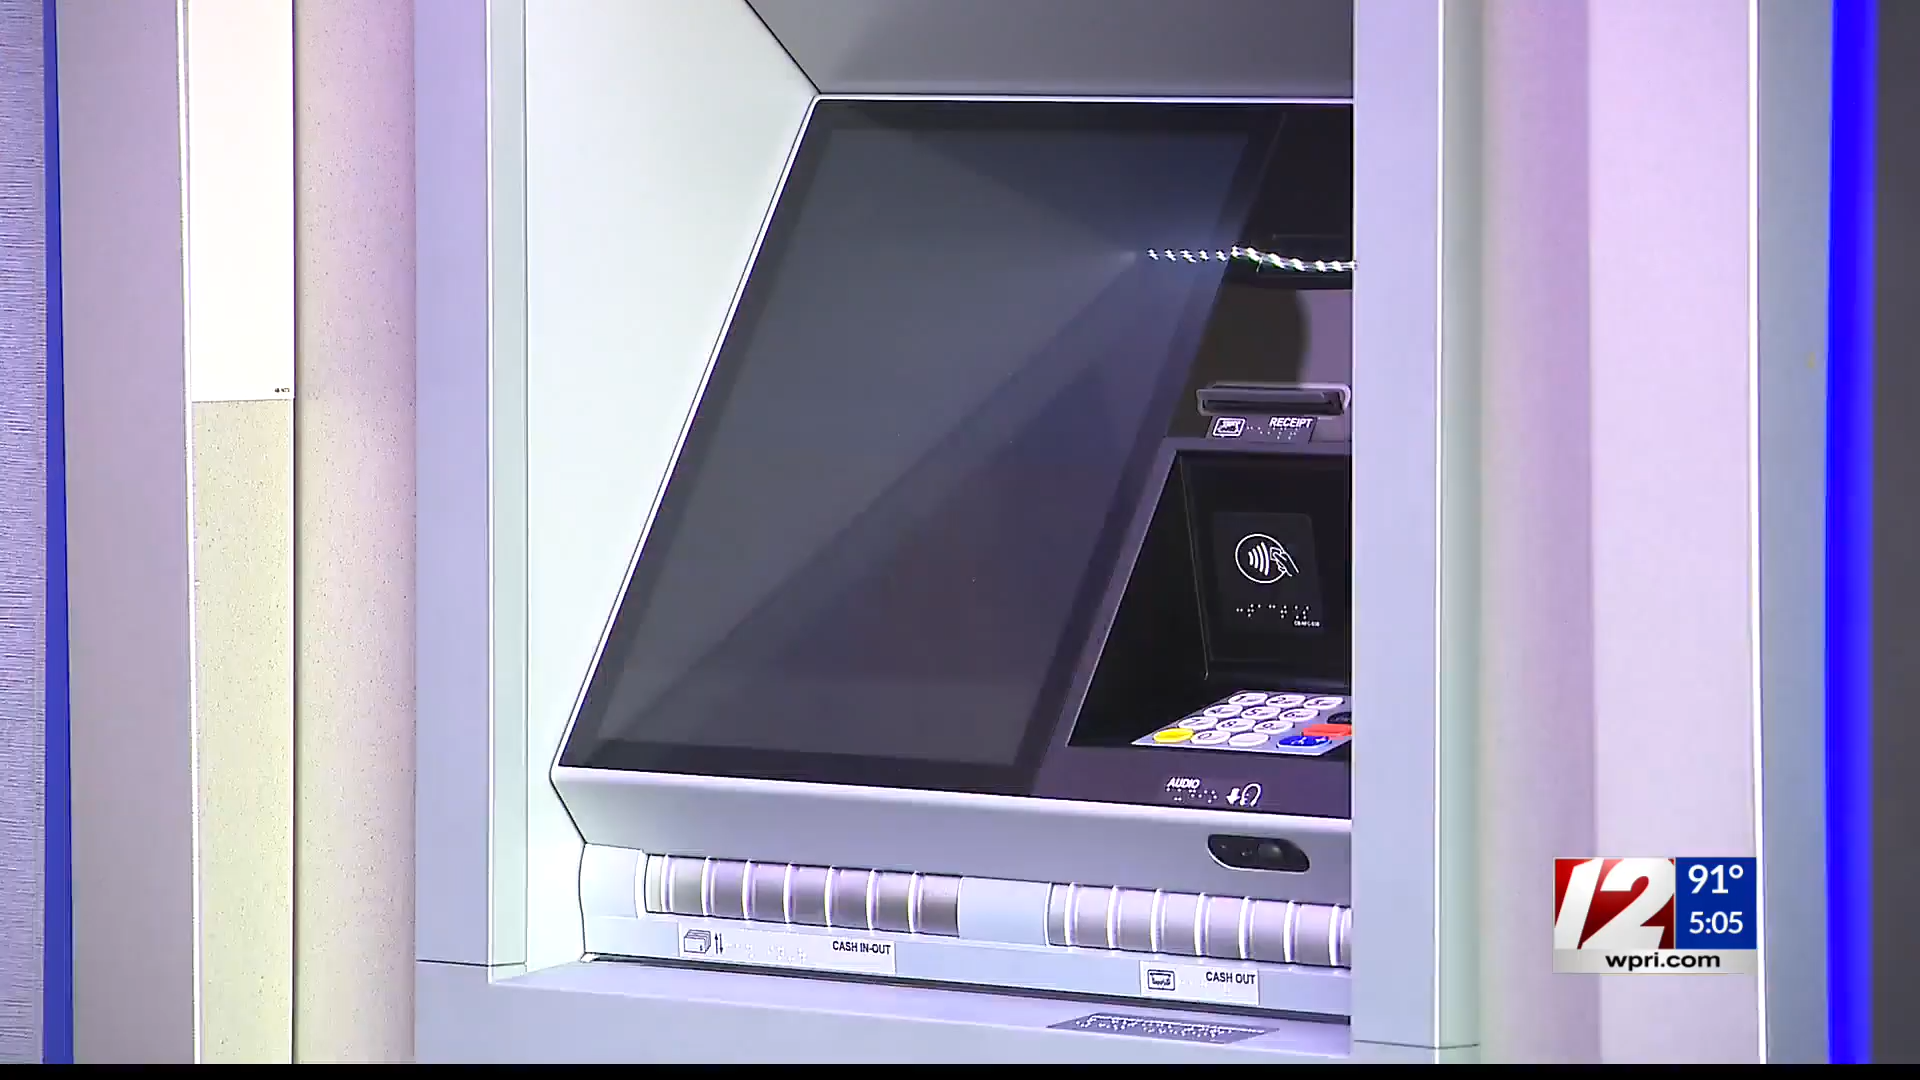 RECEIPT
AUDIO
CASH IN-OUT
CASH OUT
12
91°
5:05
wpri.com